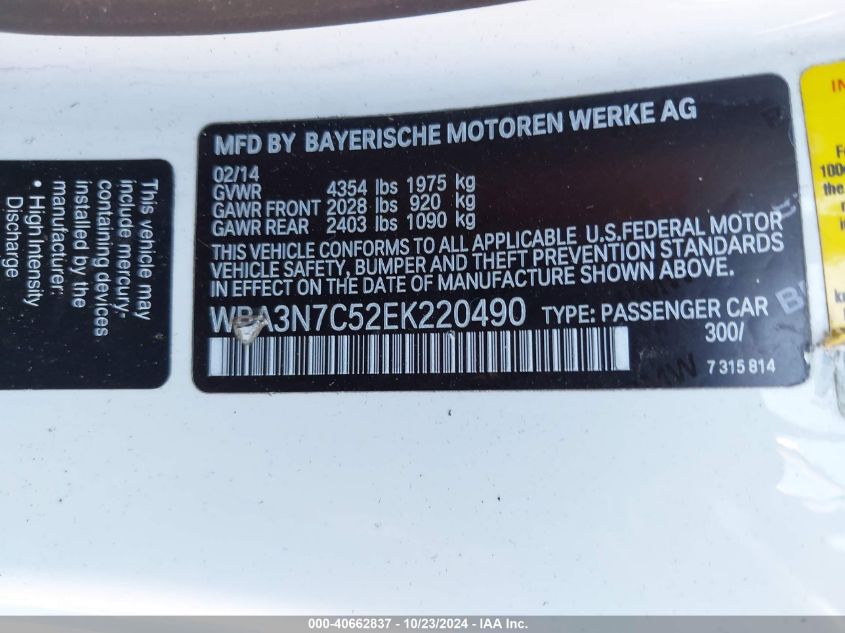 This vehicle may
include mercury-
containing devices
installed by the
manufacturer:
• High Intensity
Discharge
MFD BY BAYERISCHE MOTOREN WERKE AG
02/14
GVWR 4354 lbs 1975 kg
GAWR FRONT 2028 lbs 920 kg
GAWR REAR 2403 lbs 1090 kg
THIS VEHICLE CONFORMS TO ALL APPLICABLE U.S.FEDERAL MOTOR
VEHICLE SAFETY, BUMPER AND THEFT PREVENTION STANDARDS
IN EFFECT ON THE DATE OF MANUFACTURE SHOWN ABOVE.
WBA3N7C52EK220490 TYPE: PASSENGER CAR
300/
7 315 814
000-40662837 - 10/23/2024 - IAA Inc.